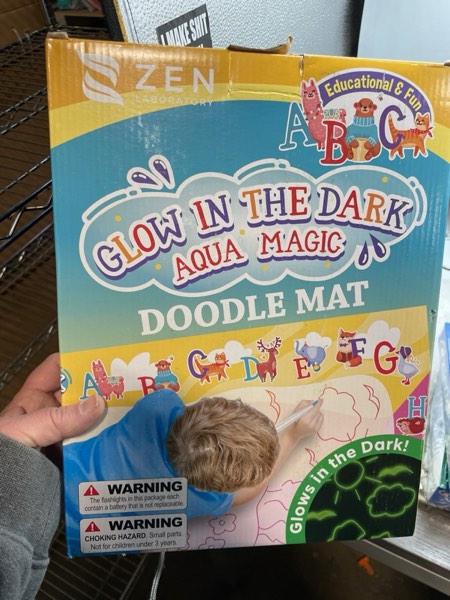 I MAKE SHIT
ZEN
LABORATORY
Educational & Fun
ABC
GLOW IN THE DARK
AQUA MAGIC
DOODLE MAT
A B C D E F G
H
Glows in the Dark!
WARNING
The flashlights in this package each
contain a battery that is not replaceable.
WARNING
CHOKING HAZARD. Small parts.
Not for children under 3 years.